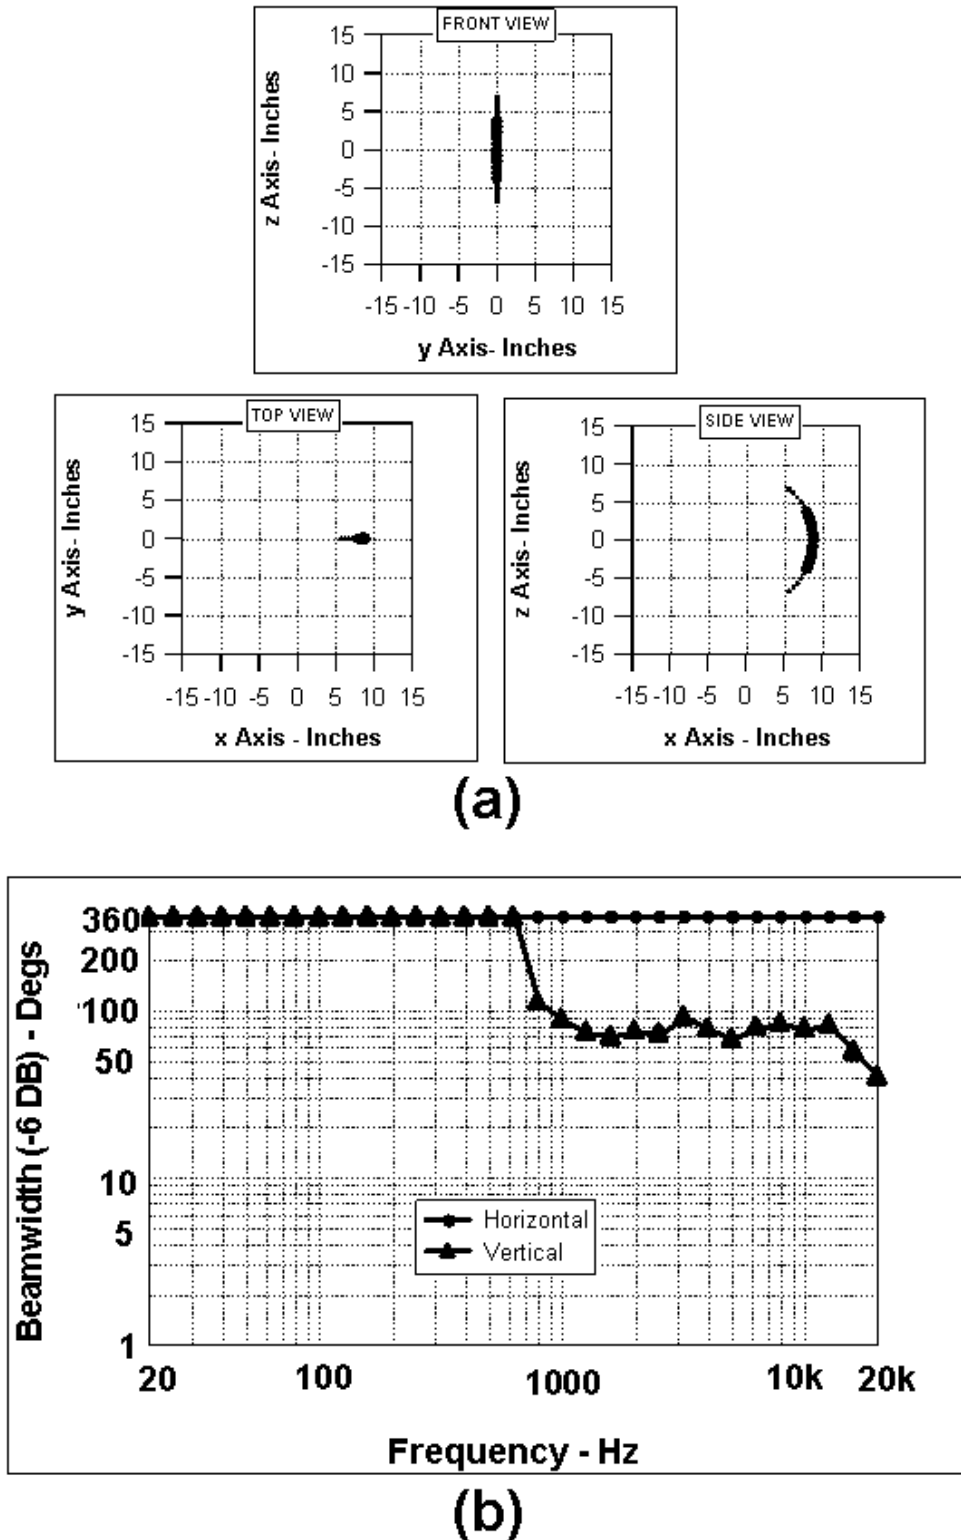 FRONT VIEW
15
10
5
0
-5
-10
-15
z Axis- Inches
-15 -10 -5 0 5 10 15
y Axis- Inches
TOP VIEW
15
10
5
0
-5
-10
-15
y Axis- Inches
-15 -10 -5 0 5 10 15
x Axis - Inches
SIDE VIEW
15
10
5
0
-5
-10
-15
z Axis- Inches
-15 -10 -5 0 5 10 15
x Axis - Inches
(a)
360
200
100
50
10
5
1
Beamwidth (-6 DB) - Degs
Horizontal
Vertical
20 100 1000 10k 20k
Frequency - Hz
(b)